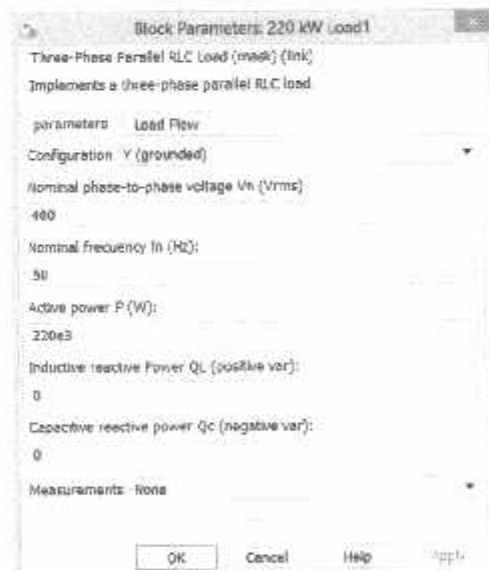 Block Parameters: 220 kW Load1
Three-Phase Parallel RLC Load (mask) (link)
Implements a three-phase parallel RLC load
parameters Load Flow
Configuration Y (grounded)
Nominal phase-to-phase voltage Vn (Vrms)
Nominal frequency fn (Hz):
50
Active power P (W):
220e3
Inductive reactive Power QL (positive var):
0
Capacitive reactive power Qc (negative var):
0
Measurements None
OK Cancel Help Apply